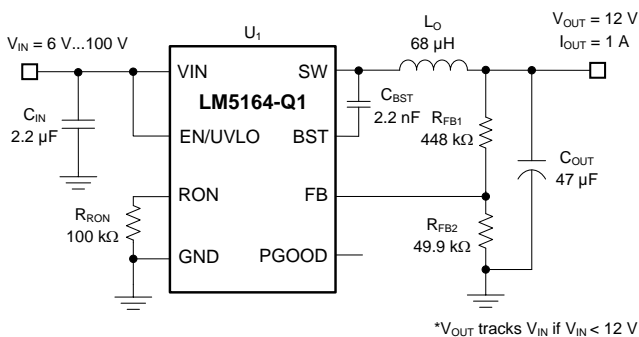 U1
LO
68 µH
VOUT = 12 V
IOUT = 1 A
VIN = 6 V...100 V
VIN
SW
LM5164-Q1
CIN
2.2 µF
CBST
2.2 nF
RFB1
448 kΩ
EN/UVLO
BST
COUT
47 µF
RON
FB
RRON
100 kΩ
RFB2
49.9 kΩ
GND
PGOOD
*VOUT tracks VIN if VIN < 12 V